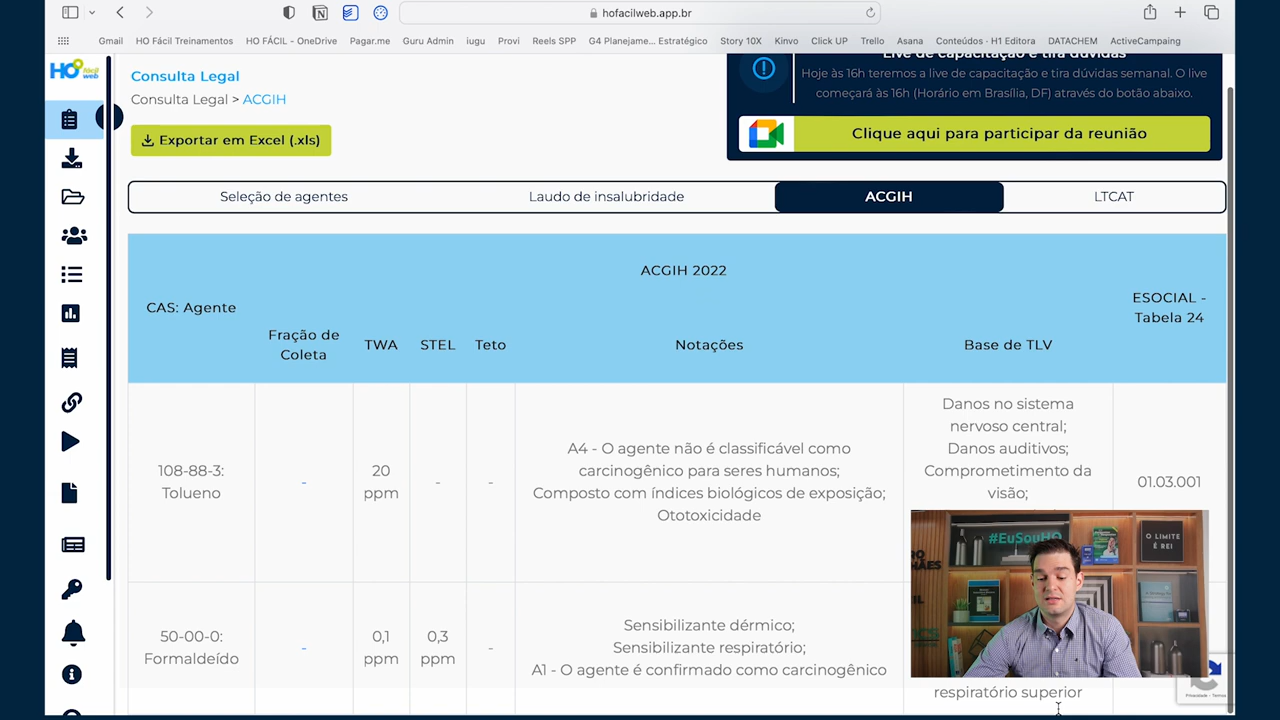 hofacilweb.app.br
Gmail HO Fácil Treinamentos HO FÁCIL - OneDrive Pagar.me Guru Admin iugu Provi Reels SPP G4 Planejame... Estratégico Story 10X Kinvo Click UP Trello Asana Conteúdos · H1 Editora DATACHEM ActiveCampaing
HO fácil web
Consulta Legal
Consulta Legal > ACGIH
Exportar em Excel (.xls)
Live de capacitação e tira dúvidas
Hoje às 16h teremos a live de capacitação e tira dúvidas semanal. O live
começará às 16h (Horário em Brasília, DF) através do botão abaixo.
Clique aqui para participar da reunião
Seleção de agentes Laudo de insalubridade ACGIH LTCAT
ACGIH 2022
CAS: Agente
Fração de
Coleta
TWA STEL Teto Notações Base de TLV
ESOCIAL -
Tabela 24
108-88-3:
Tolueno
-
20
ppm
- -
A4 - O agente não é classificável como
carcinogênico para seres humanos;
Composto com índices biológicos de exposição;
Ototoxicidade
Danos no sistema
nervoso central;
Danos auditivos;
Comprometimento da
visão;
01.03.001
50-00-0:
Formaldeído
-
0,1
ppm
0,3
ppm
-
Sensibilizante dérmico;
Sensibilizante respiratório;
A1 - O agente é confirmado como carcinogênico
respiratório superior
#EuSouHO
O LIMITE
É REI
Privacidade - Termos